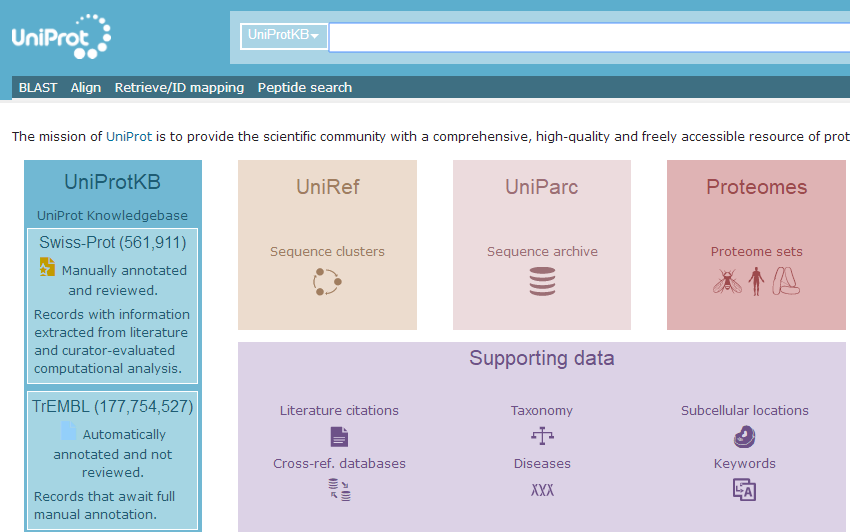 UniProt
UniProtKB
BLAST Align Retrieve/ID mapping Peptide search
The mission of UniProt is to provide the scientific community with a comprehensive, high-quality and freely accessible resource of prot
UniProtKB
UniProt Knowledgebase
Swiss-Prot (561,911)
Manually annotated
and reviewed.
Records with information
extracted from literature
and curator-evaluated
computational analysis.
TrEMBL (177,754,527)
Automatically
annotated and not
reviewed.
Records that await full
manual annotation.
UniRef
Sequence clusters
UniParc
Sequence archive
Proteomes
Proteome sets
Supporting data
Literature citations
Taxonomy
Subcellular locations
Cross-ref. databases
Diseases
Keywords